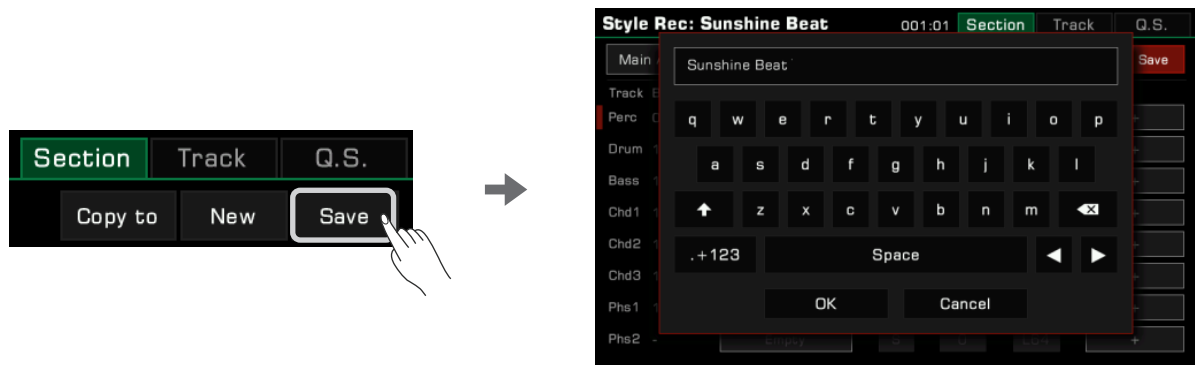 Section Track Q.S.
Copy to New Save
Style Rec: Sunshine Beat 001:01 Section Track Q.S.
Main Save
Sunshine Beat
Track
Perc
q w e r t y u i o p
Drum
a s d f g h j k l
Bass
Chd1
z x c v b n m
Chd2
.+123 Space
Chd3
OK Cancel
Phs1
Phs2 - Empty +